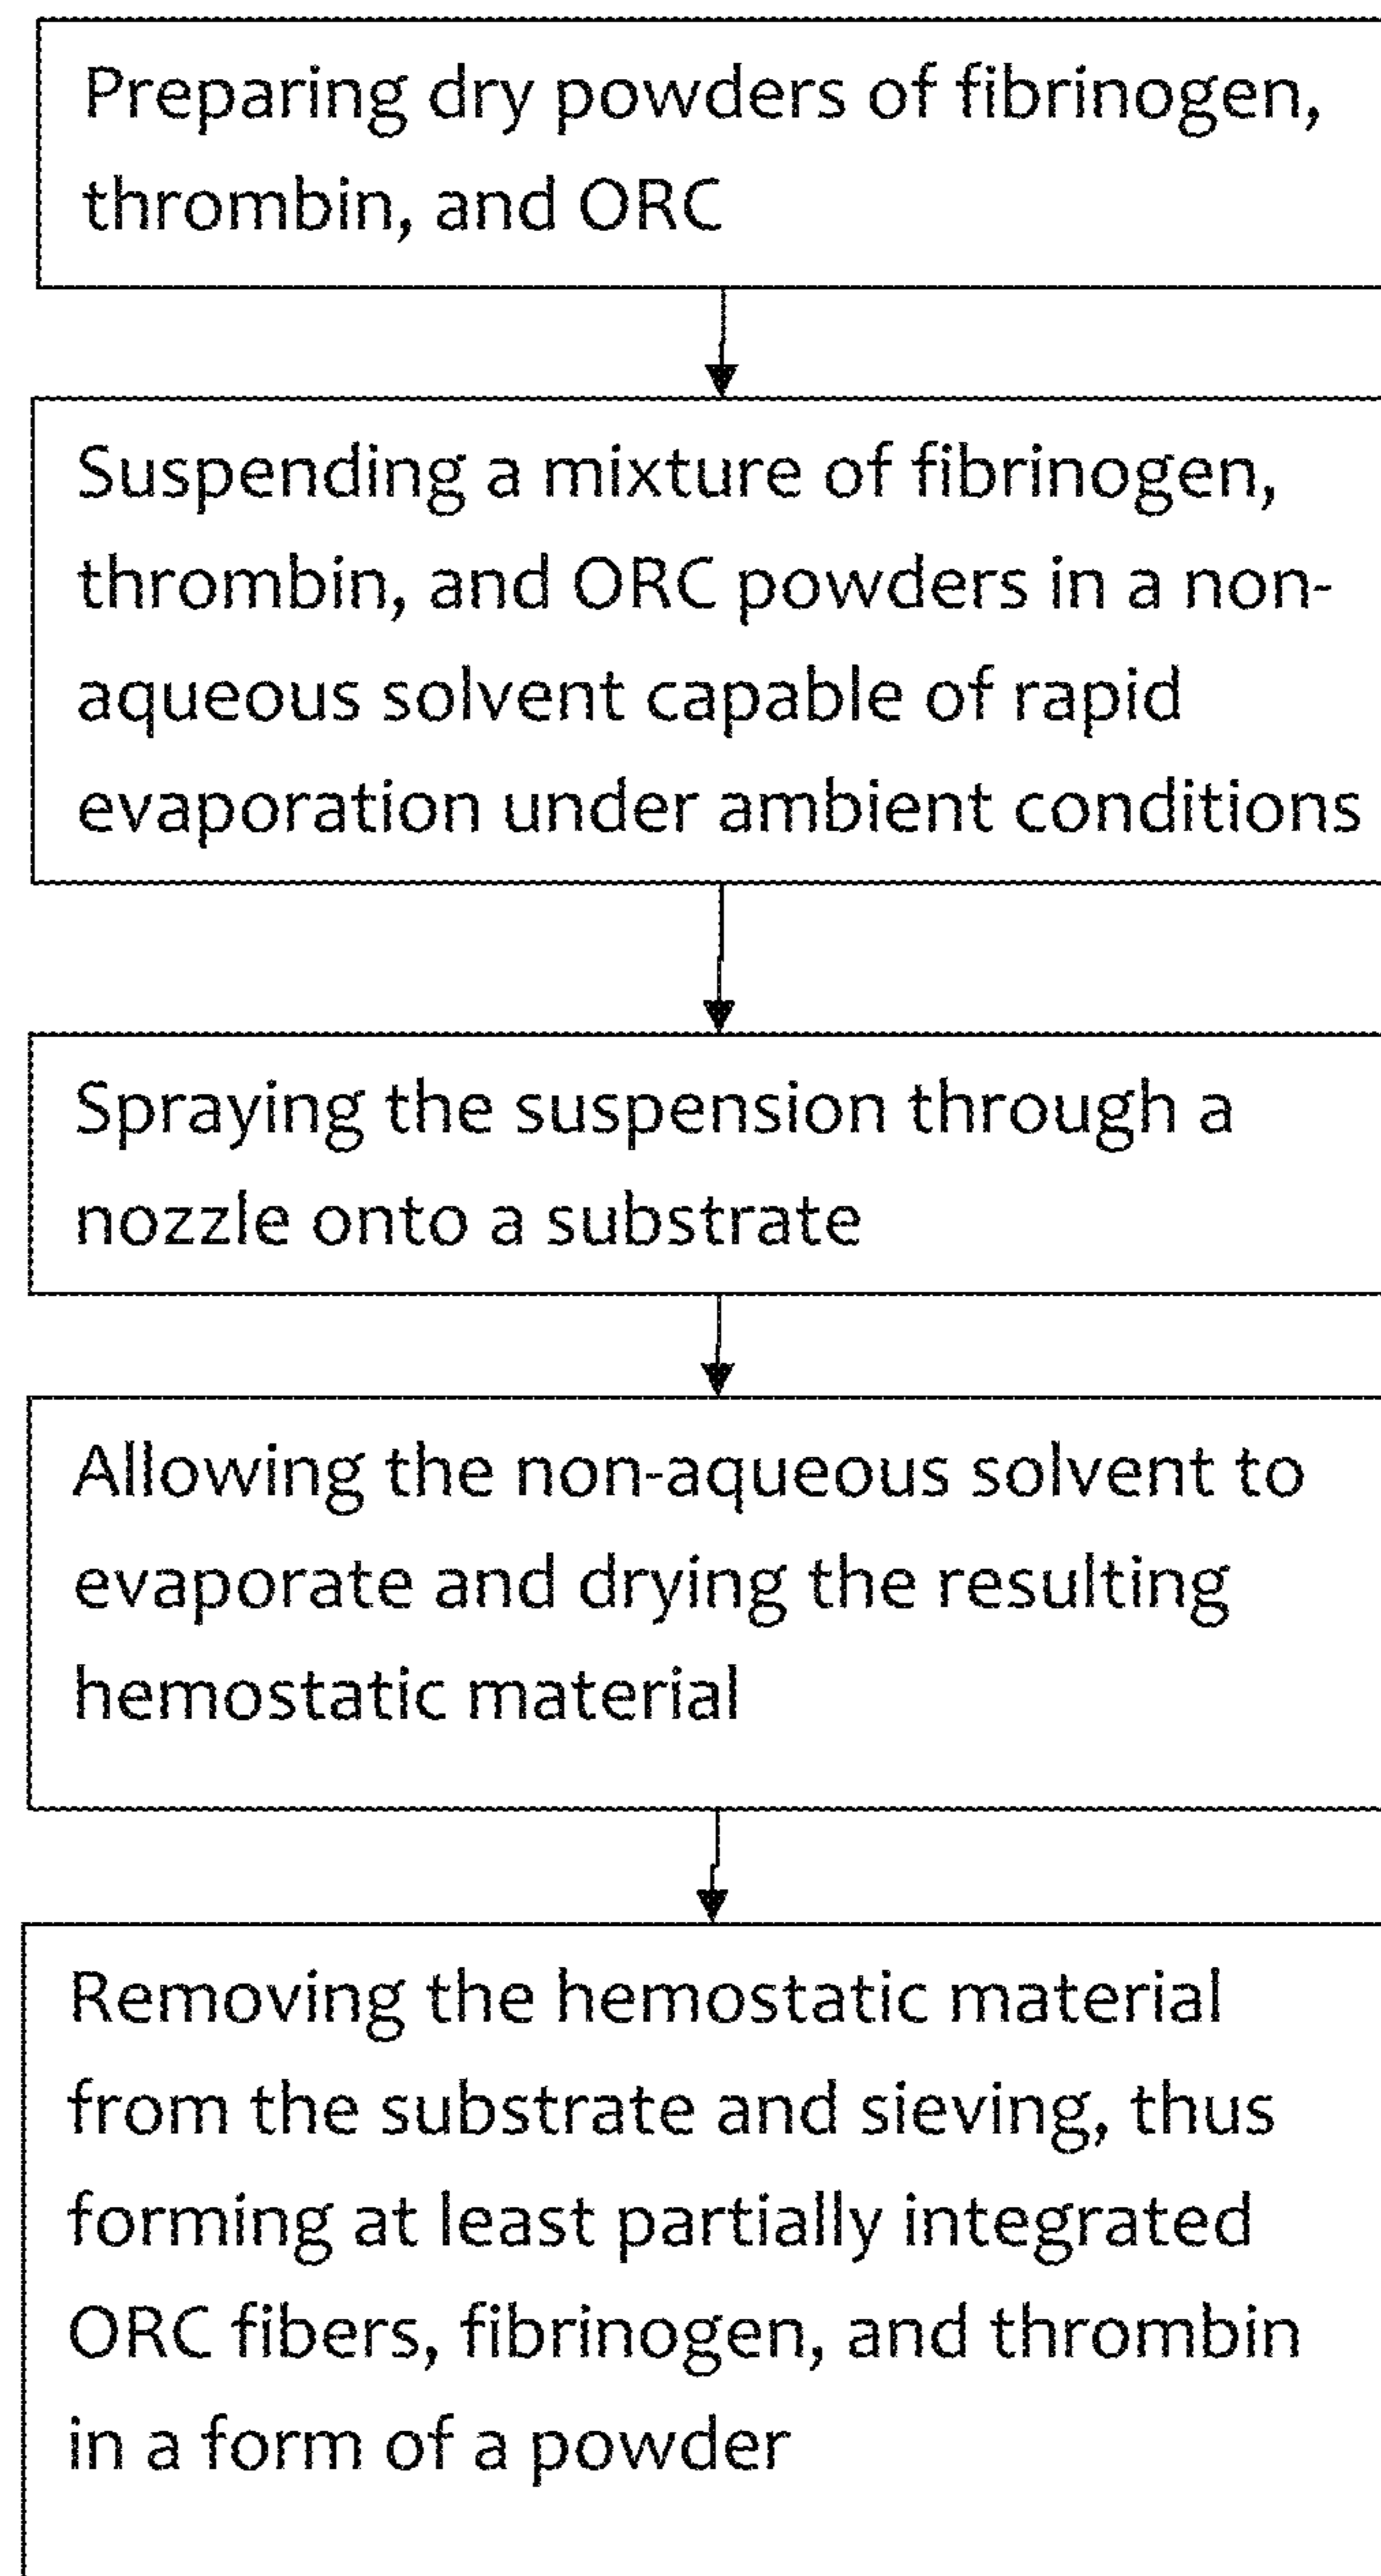 Preparing dry powders of fibrinogen,
thrombin, and ORC
Suspending a mixture of fibrinogen,
thrombin, and ORC powders in a non-
aqueous solvent capable of rapid
evaporation under ambient conditions
Spraying the suspension through a
nozzle onto a substrate
Allowing the non-aqueous solvent to
evaporate and drying the resulting
hemostatic material
Removing the hemostatic material
from the substrate and sieving, thus
forming at least partially integrated
ORC fibers, fibrinogen, and thrombin
in a form of a powder